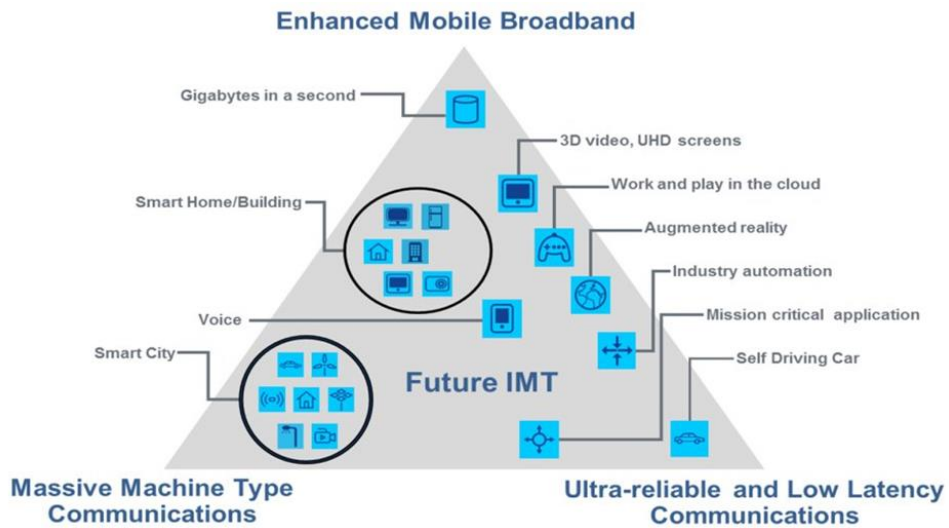 Enhanced Mobile Broadband
Gigabytes in a second
3D video, UHD screens
Work and play in the cloud
Smart Home/Building
Augmented reality
Industry automation
Mission critical application
Voice
Smart City
Self Driving Car
Future IMT
Massive Machine Type
Communications
Ultra-reliable and Low Latency
Communications